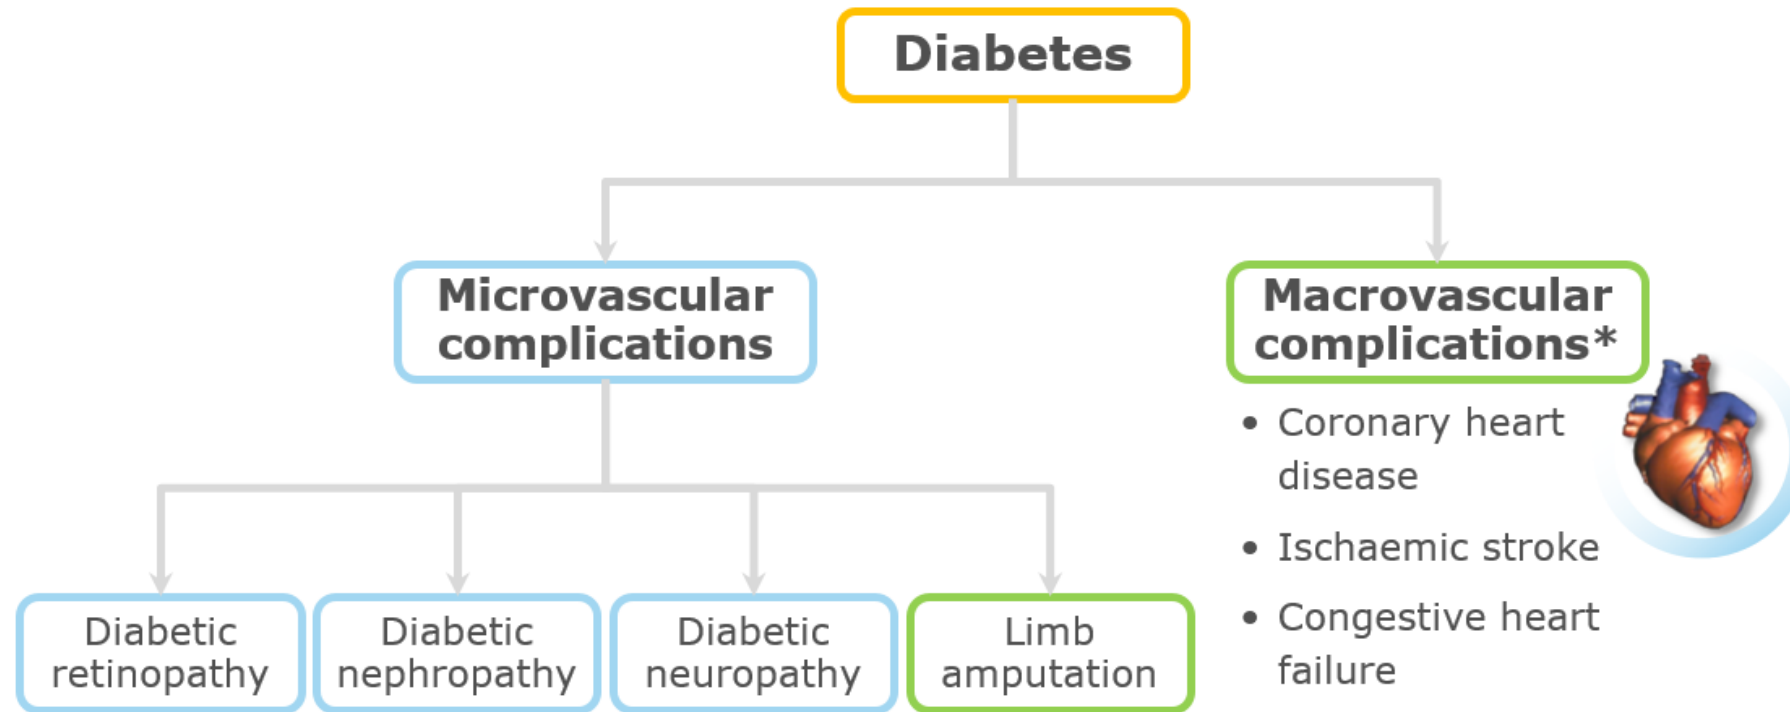 Diabetes
Microvascular
complications
Macrovascular
complications*
• Coronary heart
disease
• Ischaemic stroke
• Congestive heart
failure
Diabetic
retinopathy
Diabetic
nephropathy
Diabetic
neuropathy
Limb
amputation